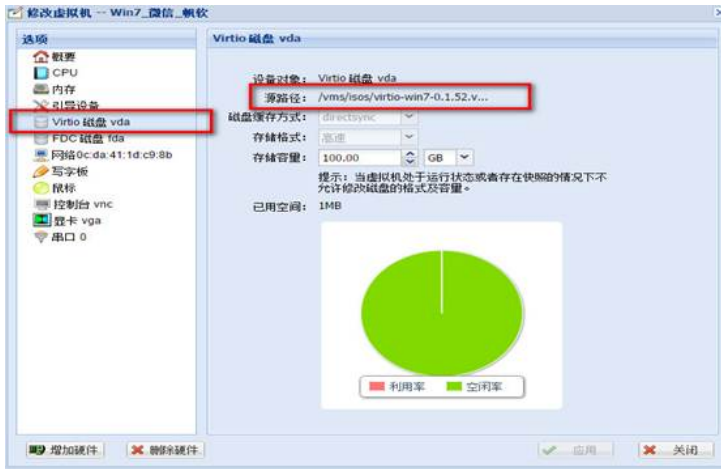 修改虚拟机 -- Win7_微信_帆软
选项
概要
CPU
内存
引导设备
Virtio 磁盘 vda
FDC 磁盘 fda
网络0c:da:41:1d:c9:8b
写字板
鼠标
控制台 vnc
显卡 vga
串口 0
增加硬件
删除硬件
Virtio 磁盘 vda
设备对象： Virtio 磁盘 vda
源路径： /vms/isos/virtio-win7-0.1.52.v...
磁盘缓存方式： directsync
存储格式： 高速
存储容量： 100.00 GB
提示：当虚拟机处于运行状态或者存在快照的情况下不
允许修改磁盘的格式及容量。
已用空间： 1MB
利用率 空闲率
应用 关闭